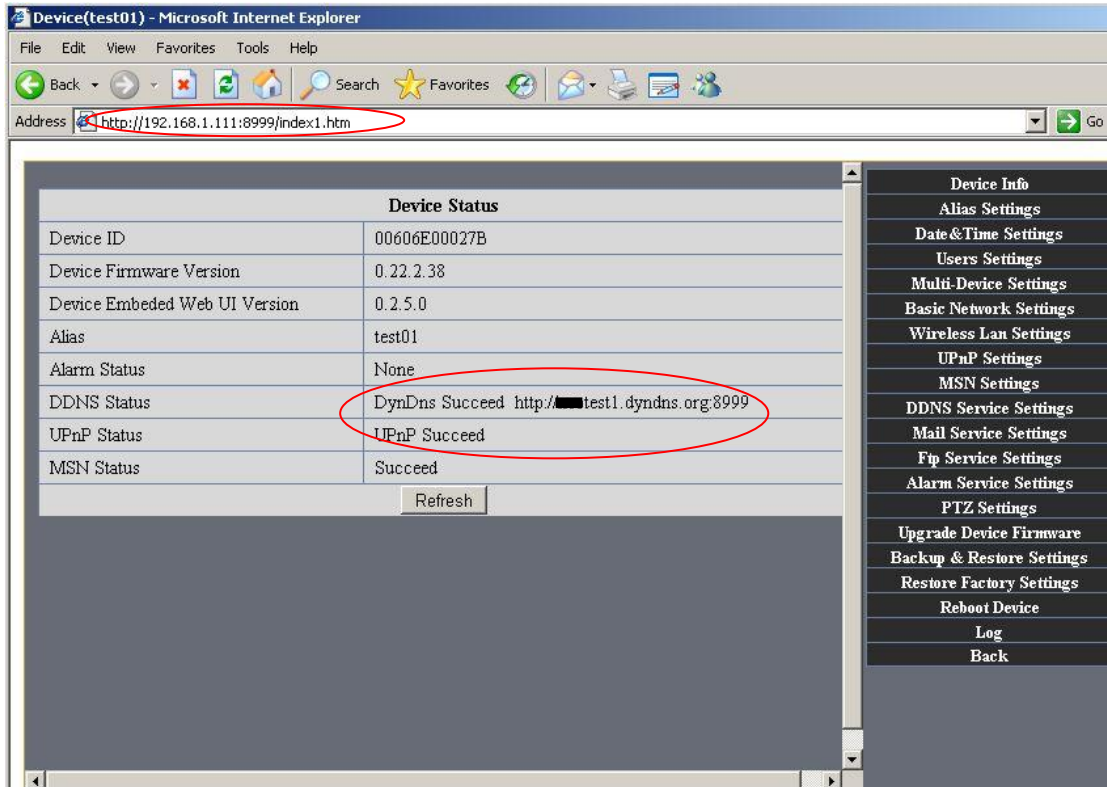 Device(test01) - Microsoft Internet Explorer
File Edit View Favorites Tools Help
Back Search Favorites
Address http://192.168.1.111:8999/index1.htm Go
Device Status
Device ID 00606E00027B
Device Firmware Version 0.22.2.38
Device Embeded Web UI Version 0.2.5.0
Alias test01
Alarm Status None
DDNS Status DynDns Succeed http://test1.dyndns.org:8999
UPnP Status UPnP Succeed
MSN Status Succeed
Refresh
Device Info
Alias Settings
Date&Time Settings
Users Settings
Multi-Device Settings
Basic Network Settings
Wireless Lan Settings
UPnP Settings
MSN Settings
DDNS Service Settings
Mail Service Settings
Ftp Service Settings
Alarm Service Settings
PTZ Settings
Upgrade Device Firmware
Backup & Restore Settings
Restore Factory Settings
Reboot Device
Log
Back